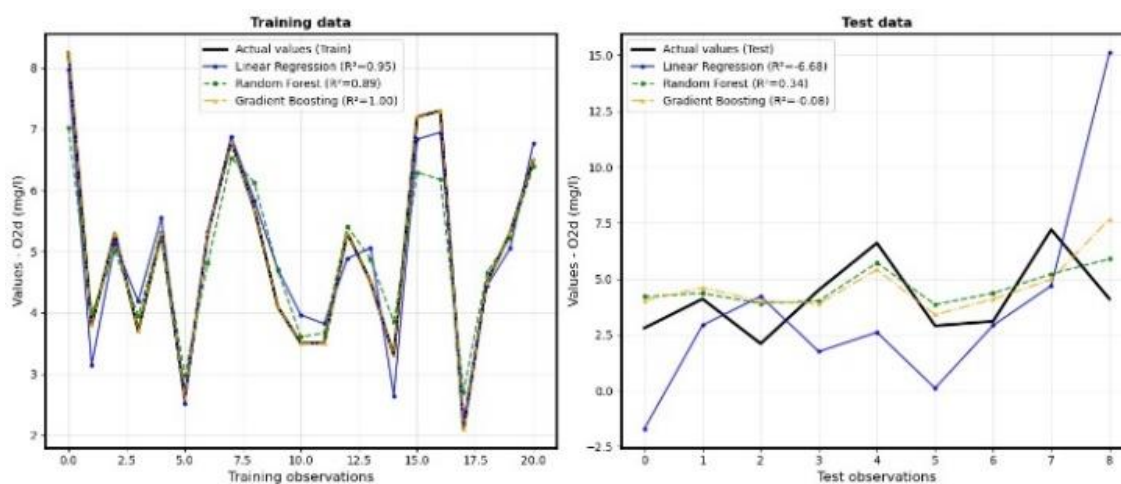 Training data
Actual values (Train)
Linear Regression (R²=0.95)
Random Forest (R²=0.89)
Gradient Boosting (R²=1.00)
Values - O2d (mg/l)
8
7
6
5
4
3
2
0.0 2.5 5.0 7.5 10.0 12.5 15.0 17.5 20.0
Training observations
Test data
Actual values (Test)
Linear Regression (R²=-6.68)
Random Forest (R²=0.34)
Gradient Boosting (R²=-0.08)
Values - O2d (mg/l)
15.0
12.5
10.0
7.5
5.0
2.5
0.0
-2.5
0 1 2 3 4 5 6 7 8
Test observations